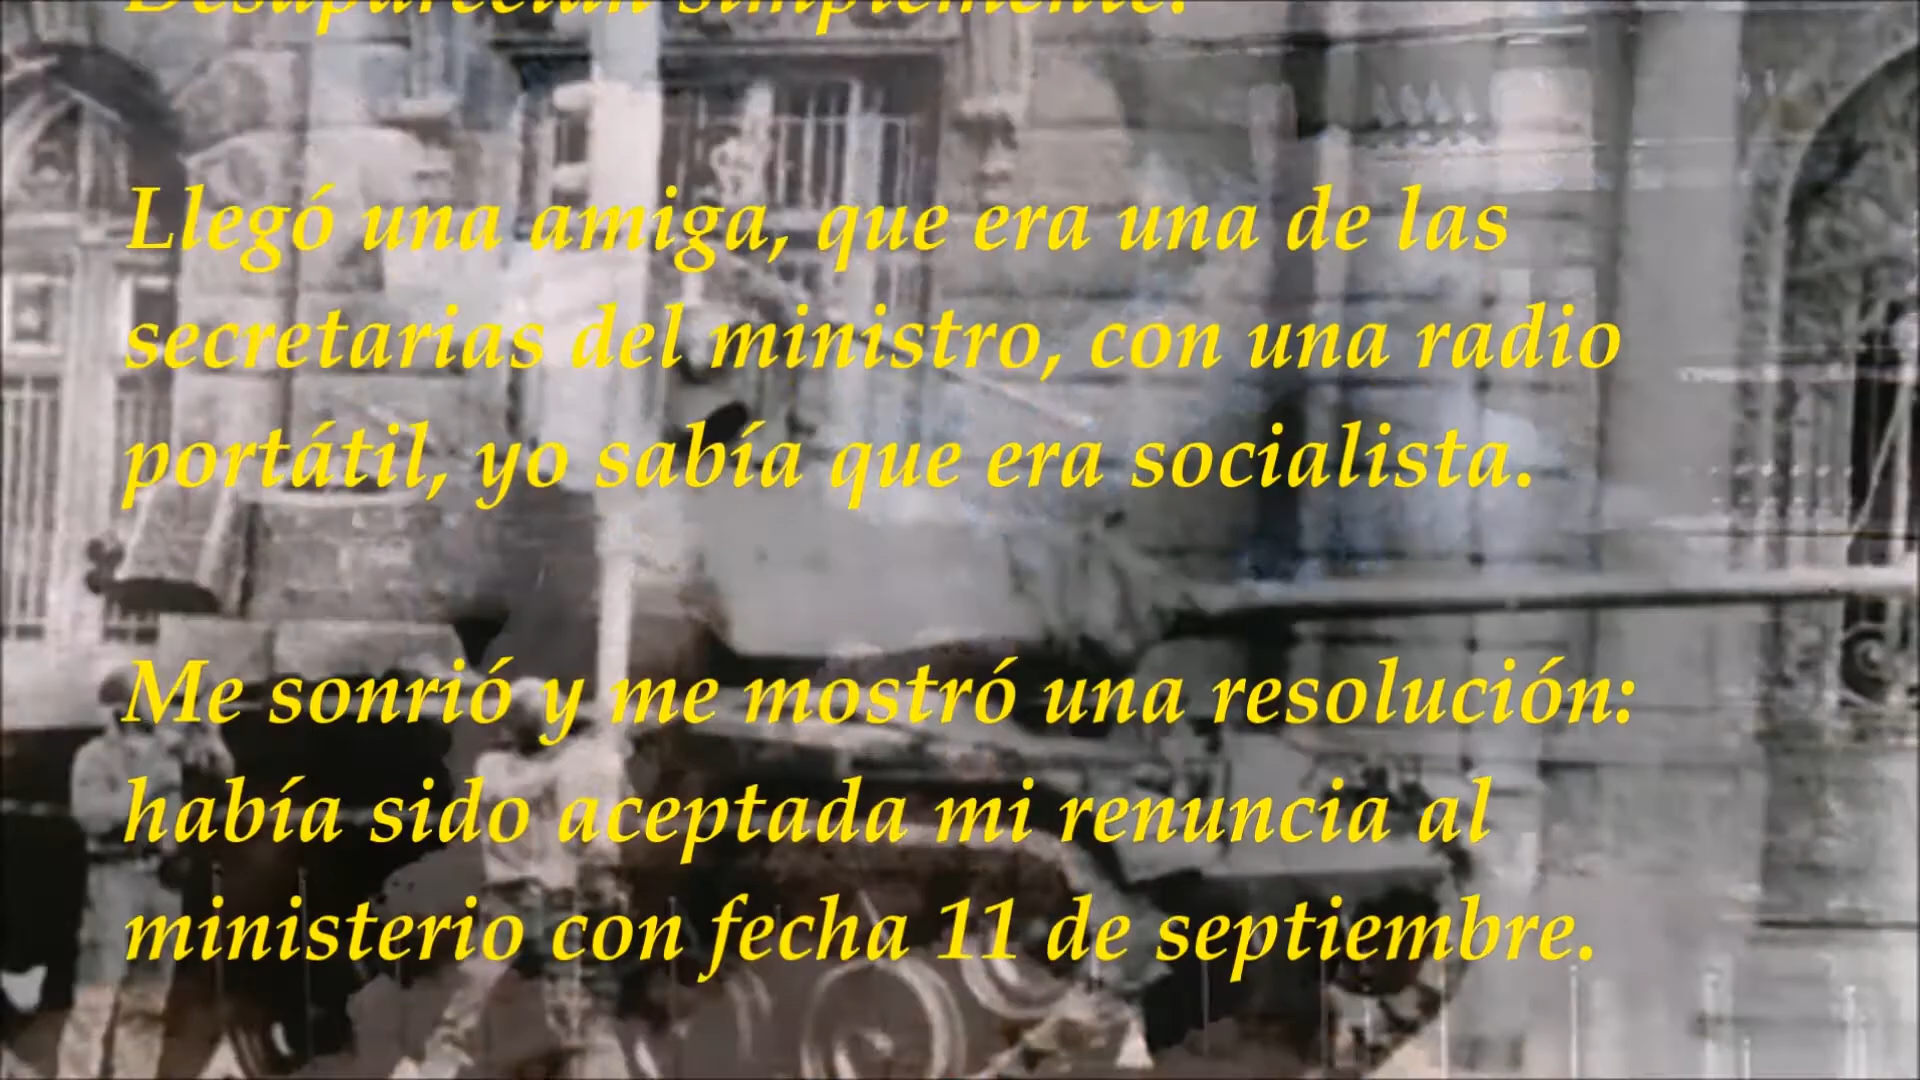 Desaparecían simplemente.
Llegó una amiga, que era una de las
secretarias del ministro, con una radio
portátil, yo sabía que era socialista.
Me sonrió y me mostró una resolución:
había sido aceptada mi renuncia al
ministerio con fecha 11 de septiembre.